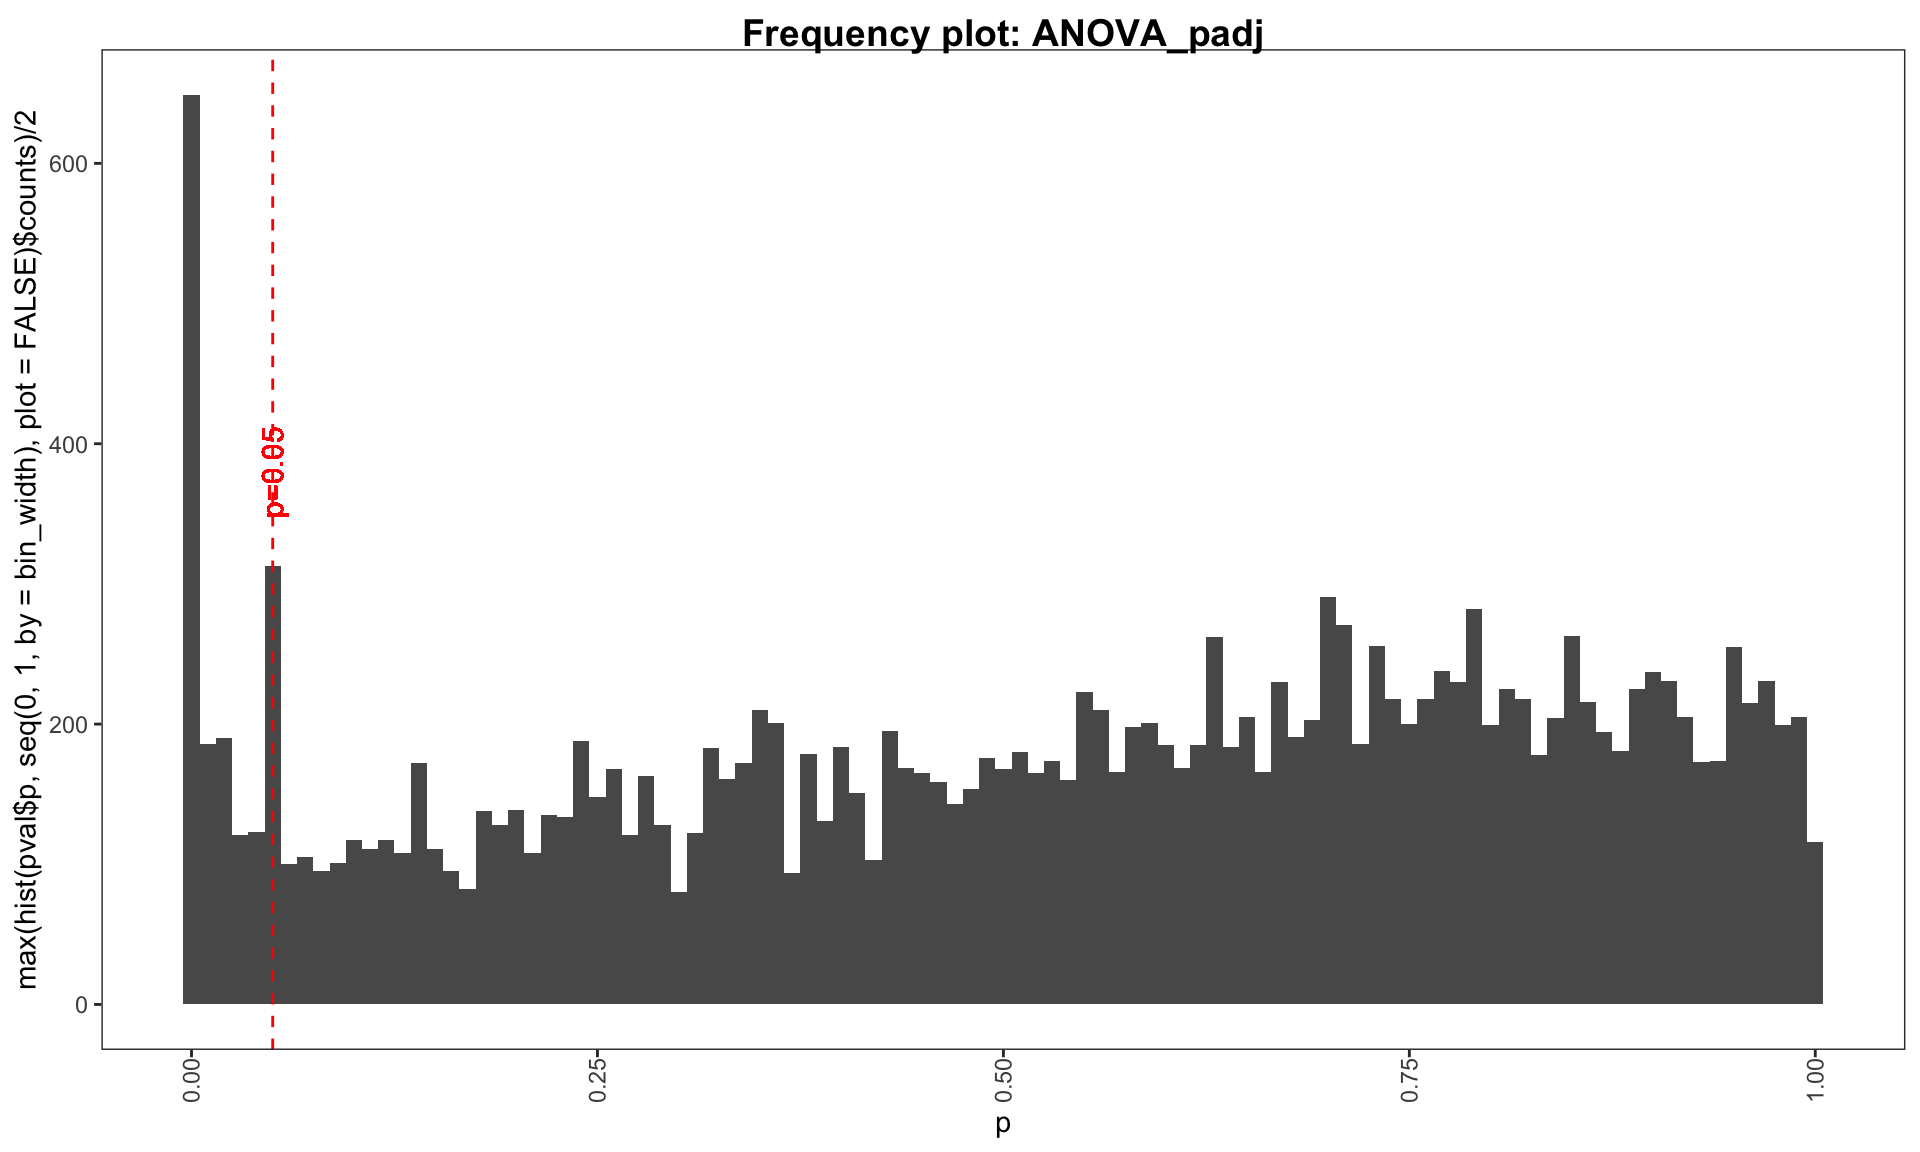 Frequency plot: ANOVA_padj
max(hist(pval$p, seq(0, 1, by = bin_width), plot = FALSE)$counts)/2
600
400
200
0
p=0.05
0.00
0.25
0.50
0.75
1.00
p